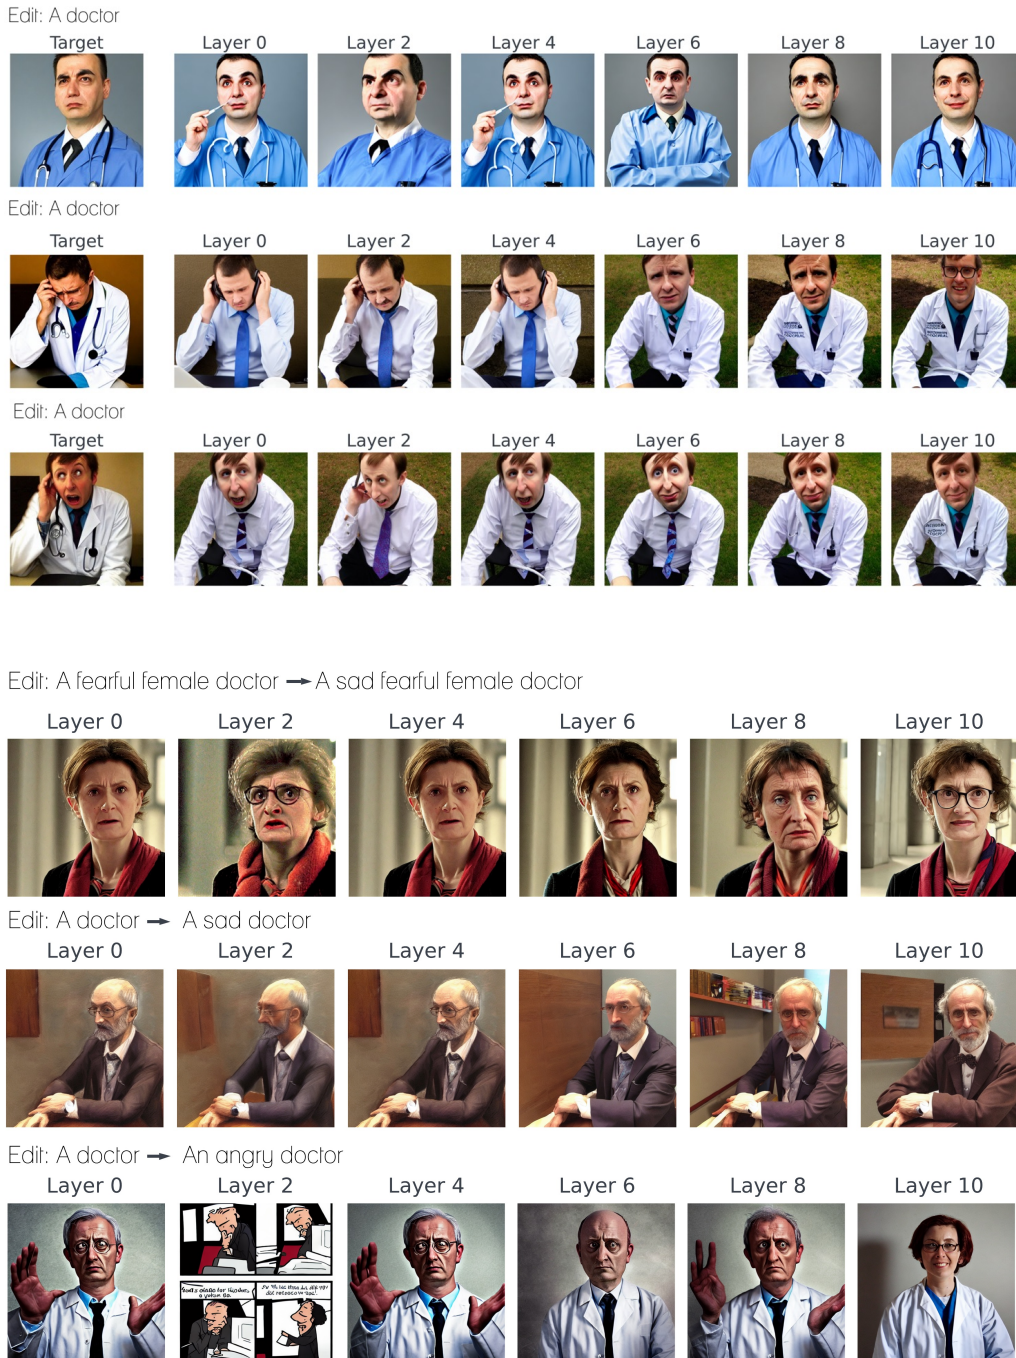 Edit: A doctor
Target Layer 0 Layer 2 Layer 4 Layer 6 Layer 8 Layer 10
Edit: A doctor
Target Layer 0 Layer 2 Layer 4 Layer 6 Layer 8 Layer 10
Edit: A doctor
Target Layer 0 Layer 2 Layer 4 Layer 6 Layer 8 Layer 10
Edit: A fearful female doctor → A sad fearful female doctor
Layer 0 Layer 2 Layer 4 Layer 6 Layer 8 Layer 10
Edit: A doctor → A sad doctor
Layer 0 Layer 2 Layer 4 Layer 6 Layer 8 Layer 10
Edit: A doctor → An angry doctor
Layer 0 Layer 2 Layer 4 Layer 6 Layer 8 Layer 10